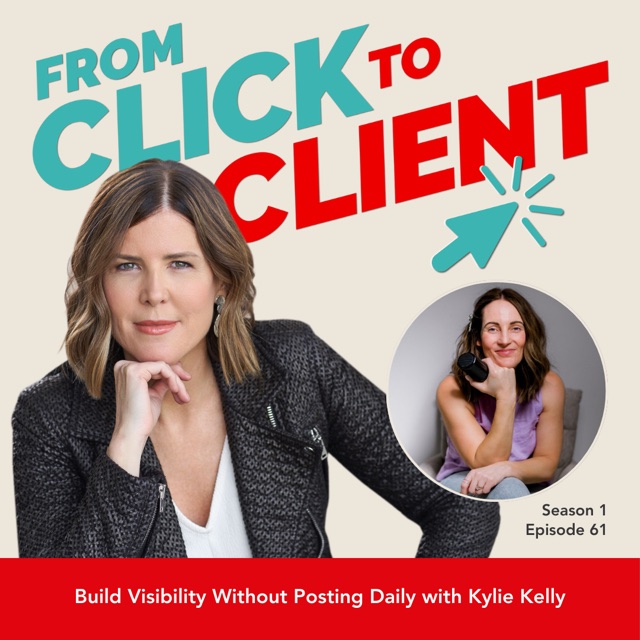 FROM
CLICK TO
CLIENT
Season 1
Episode 61
Build Visibility Without Posting Daily with Kylie Kelly